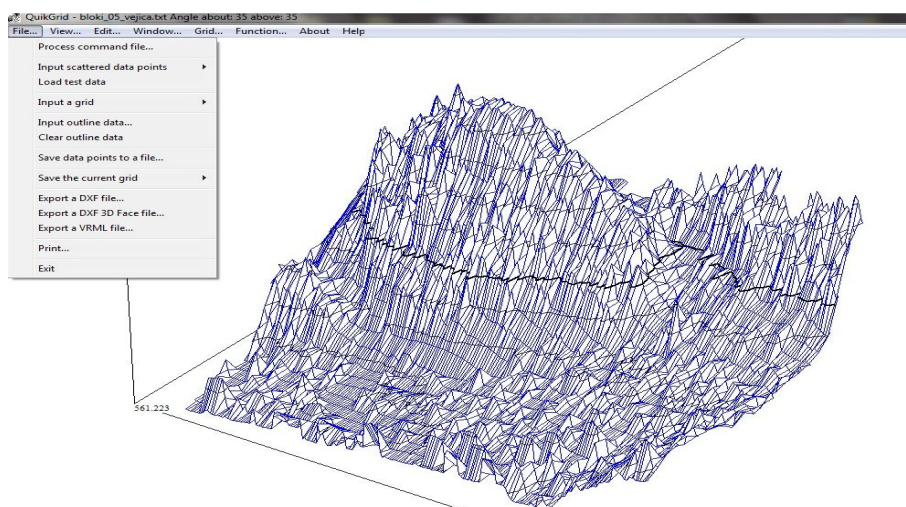 QuikGrid - bloki_05_vejica.txt Angle about: 35 above: 35
File... View... Edit... Window... Grid... Function... About Help
Process command file...
Input scattered data points
Load test data
Input a grid
Input outline data...
Clear outline data
Save data points to a file...
Save the current grid
Export a DXF file...
Export a DXF 3D Face file...
Export a VRML file...
Print...
Exit
561.223